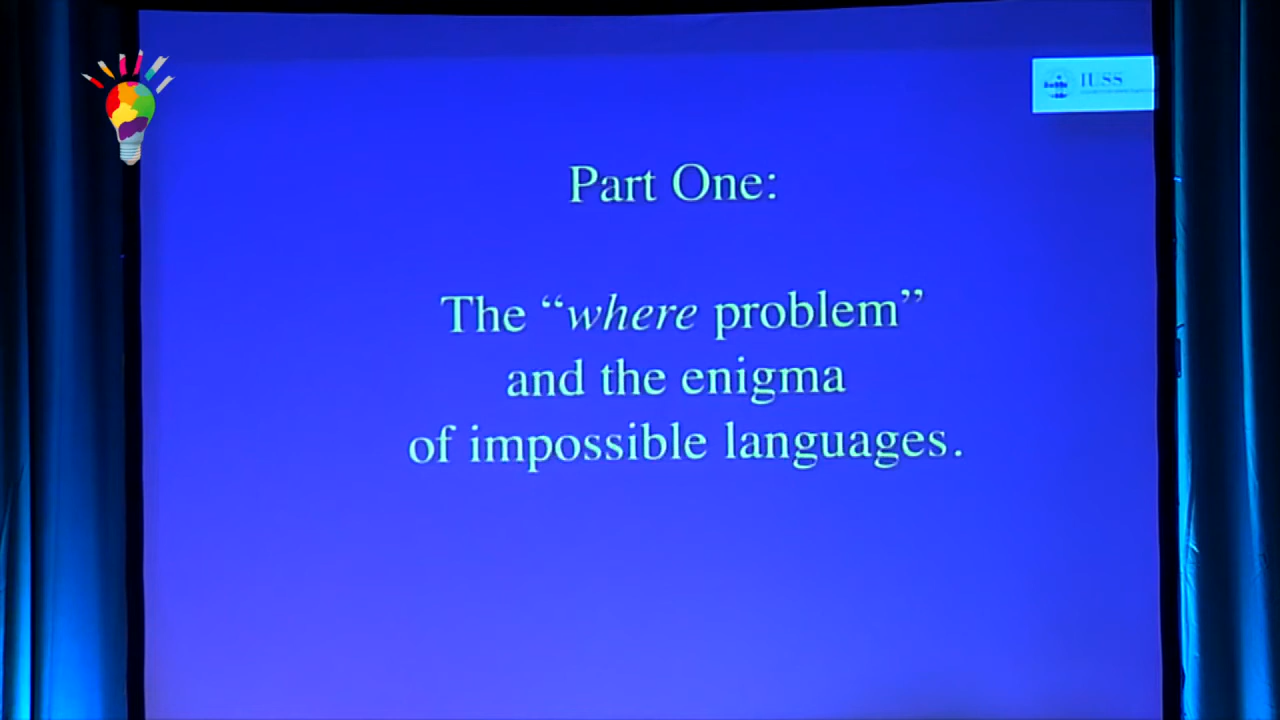 IUSS
Part One:
The “where problem”
and the enigma
of impossible languages.